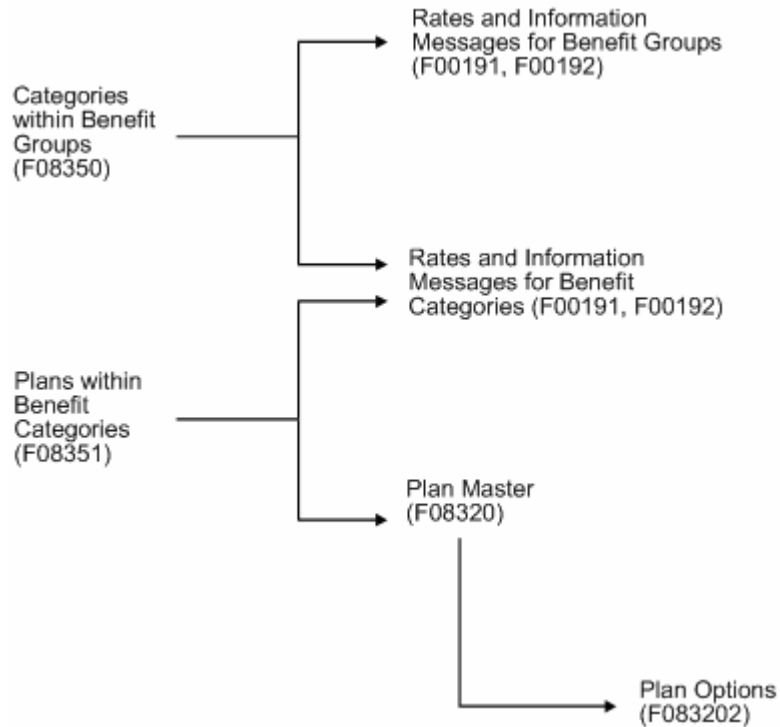 Rates and Information
Messages for Benefit Groups
(F00191, F00192)
Categories
within Benefit
Groups
(F08350)
Rates and Information
Messages for Benefit
Categories (F00191, F00192)
Plans within
Benefit
Categories
(F08351)
Plan Master
(F08320)
Plan Options
(F083202)